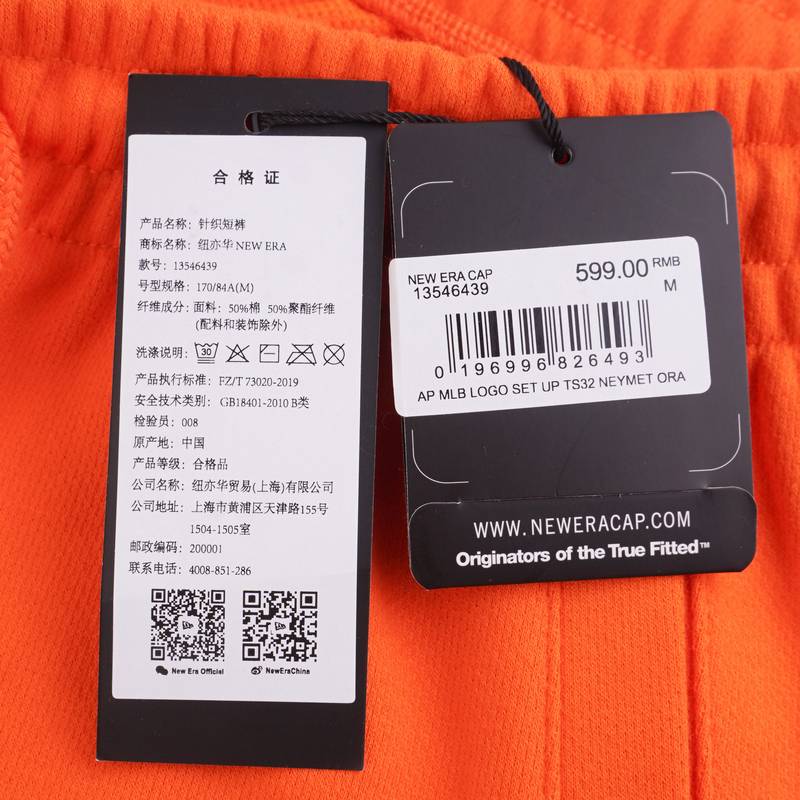 合格证
产品名称：针织短裤
商标名称：纽亦华 NEW ERA
款号：13546439
号型规格：170/84A(M)
纤维成分：面料：50%棉 50%聚酯纤维
(配料和装饰除外)
洗涤说明：30
产品执行标准：FZ/T 73020-2019
安全技术类别：GB18401-2010 B类
检验员：008
原产地：中国
产品等级：合格品
公司名称：纽亦华贸易(上海)有限公司
公司地址：上海市黄浦区天津路155号
1504-1505室
邮政编码：200001
联系电话：4008-851-286
New Era Official
NewEraChina
NEW ERA CAP 599.00 RMB
13546439 M
0 196996 826493
AP MLB LOGO SET UP TS32 NEYMET ORA
WWW.NEWERACAP.COM
Originators of the True Fitted™